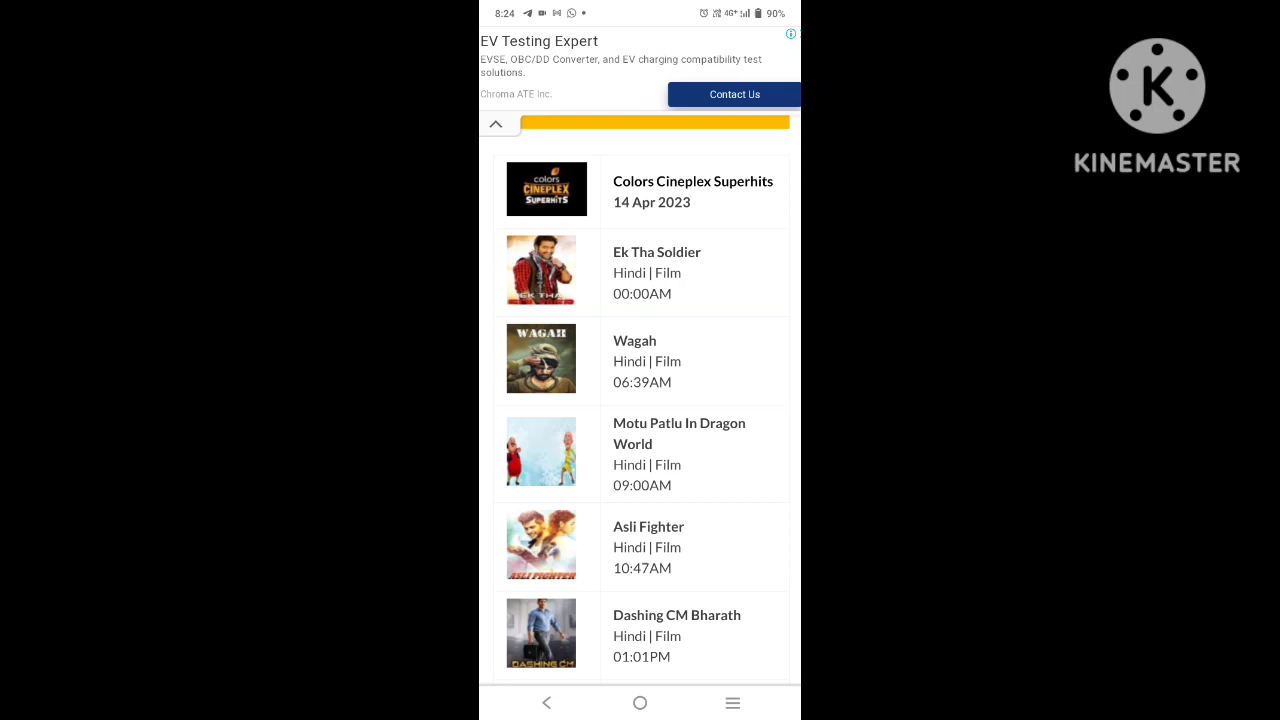 8:24
4G+
90%
EV Testing Expert
EVSE, OBC/DD Converter, and EV charging compatibility test
solutions.
Chroma ATE Inc.
Contact Us
colors
CINEPLEX
SUPERHITS
Colors Cineplex Superhits
14 Apr 2023
EK THA
Ek Tha Soldier
Hindi | Film
00:00AM
WAGAH
Wagah
Hindi | Film
06:39AM
Motu Patlu In Dragon
World
Hindi | Film
09:00AM
ASLI FIGHTER
Asli Fighter
Hindi | Film
10:47AM
DASHING CM
Dashing CM Bharath
Hindi | Film
01:01PM
K
KINEMASTER